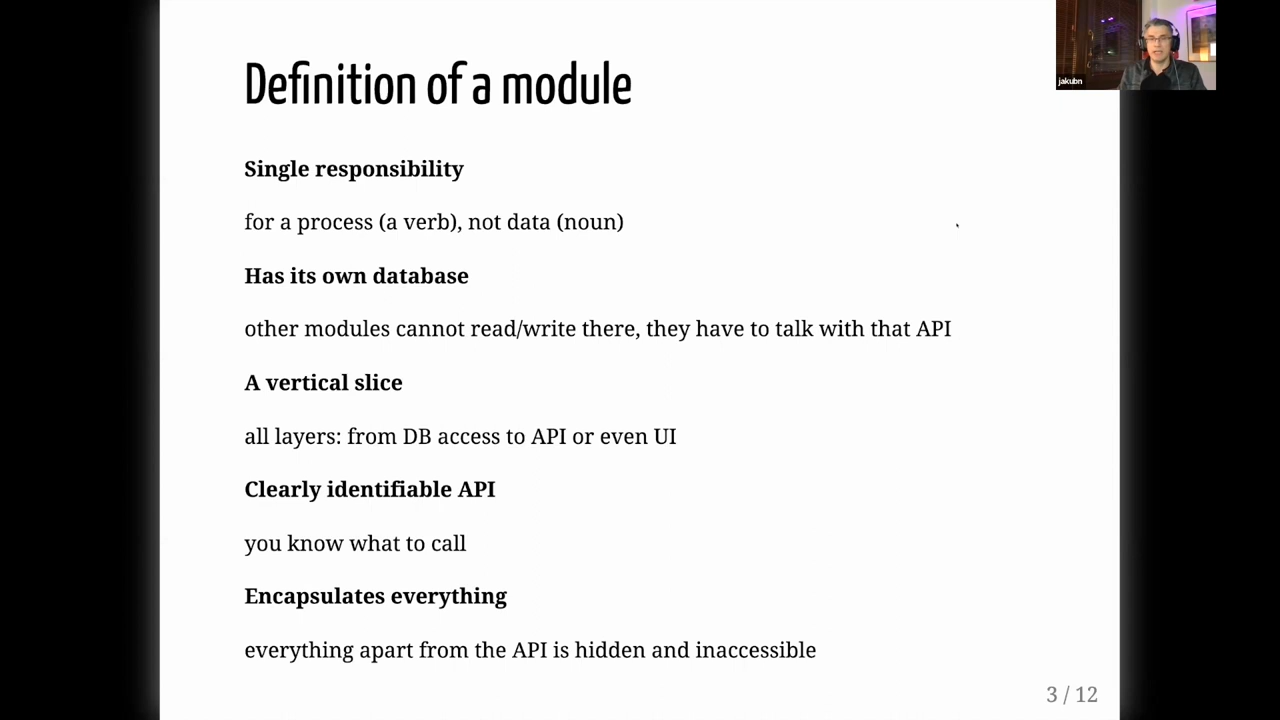 Definition of a module
jakubn
Single responsibility
for a process (a verb), not data (noun)
Has its own database
other modules cannot read/write there, they have to talk with that API
A vertical slice
all layers: from DB access to API or even UI
Clearly identifiable API
you know what to call
Encapsulates everything
everything apart from the API is hidden and inaccessible
3 / 12